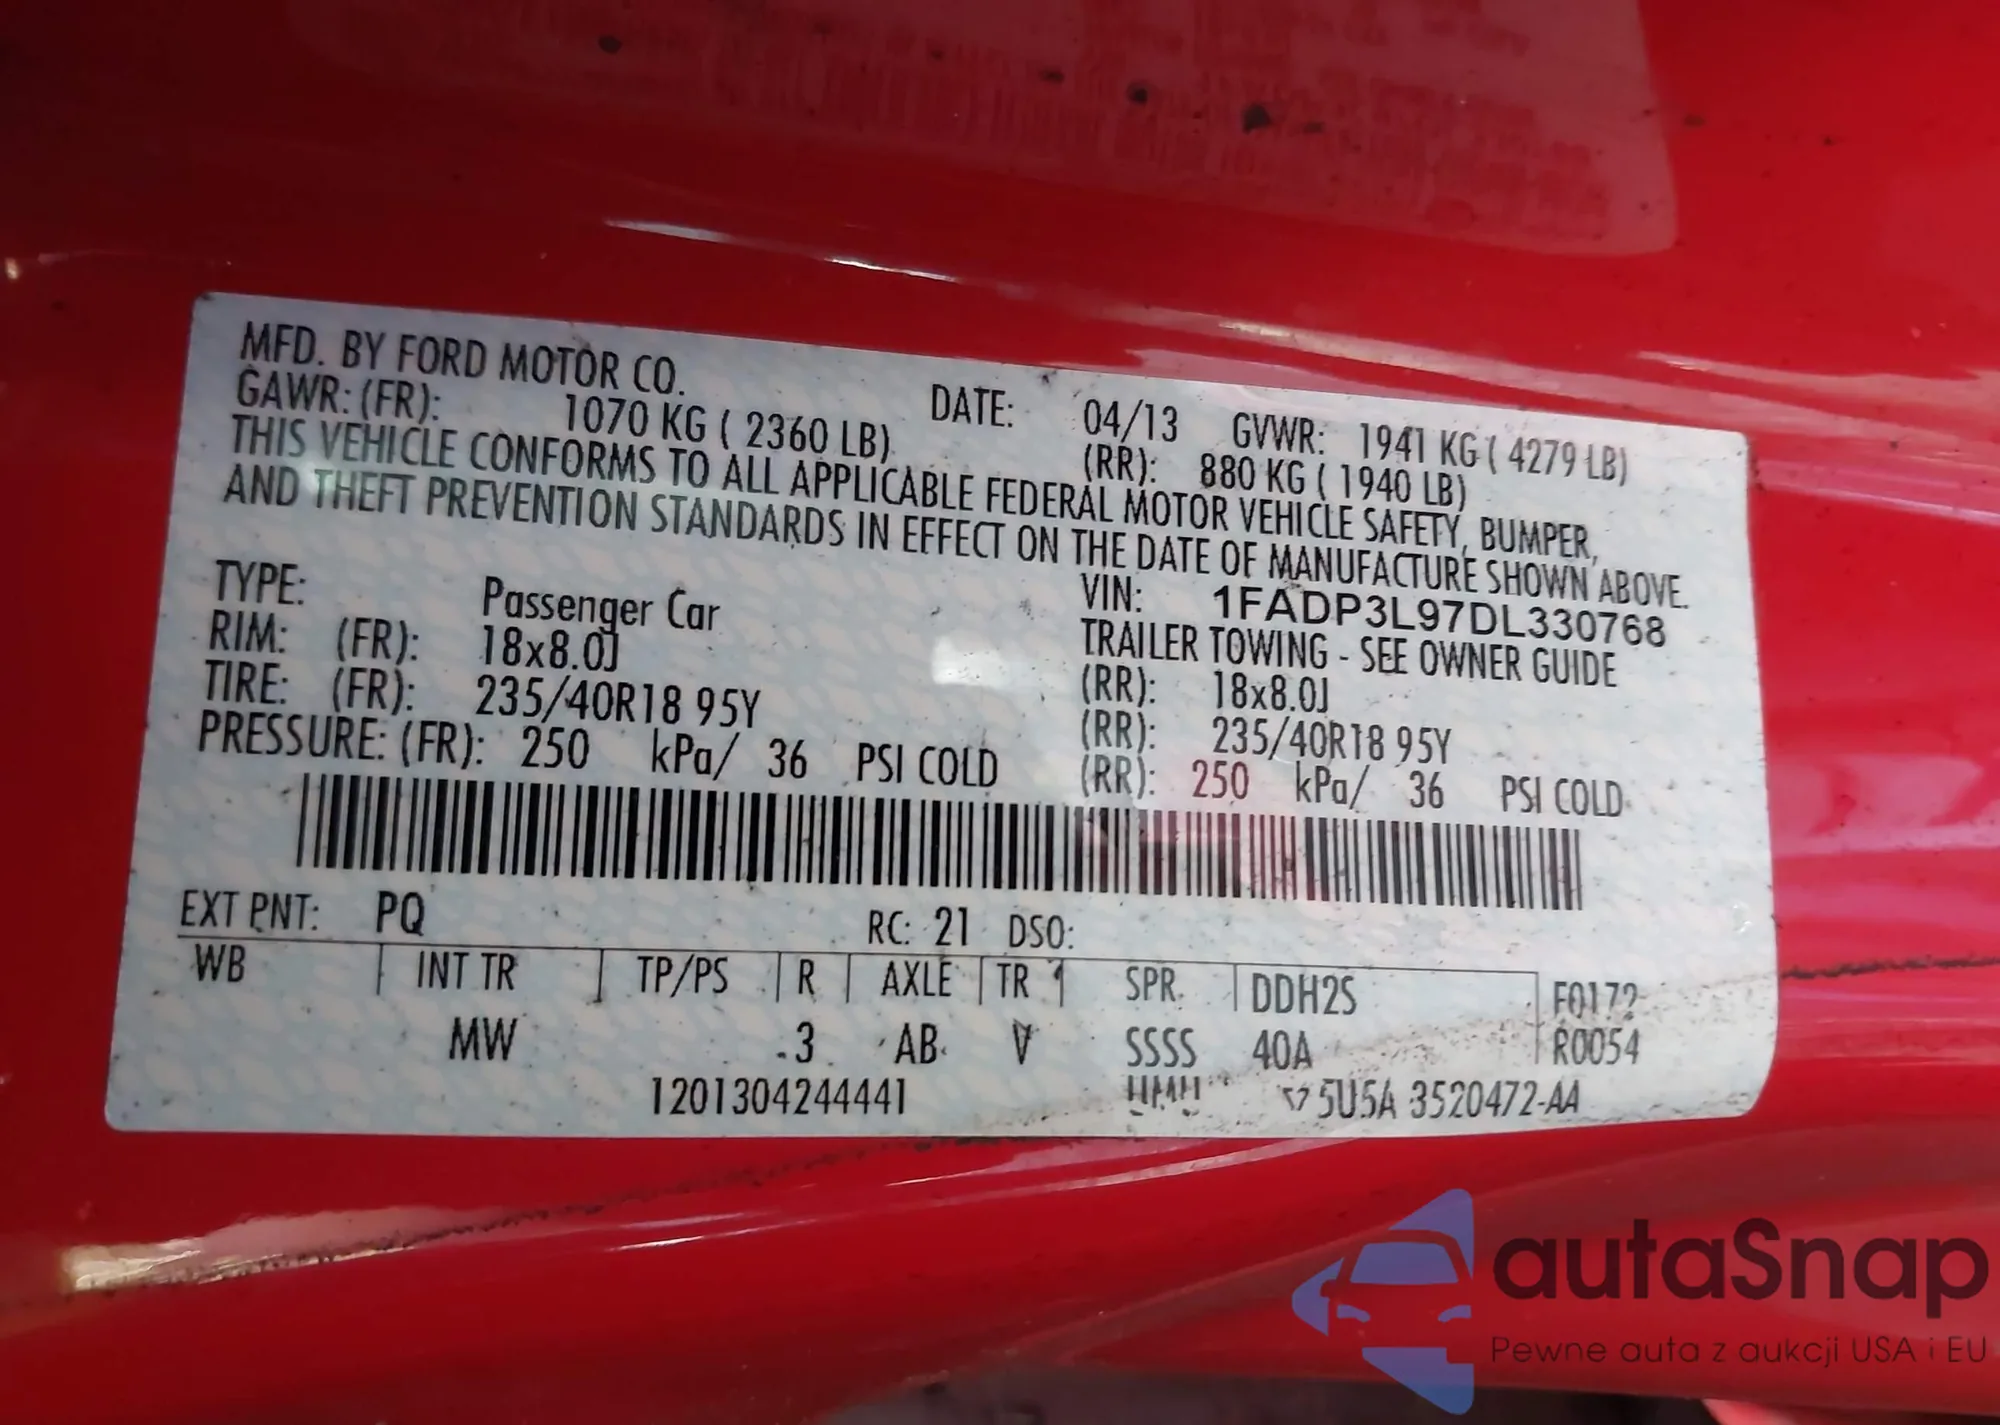 MFD. BY FORD MOTOR CO. DATE: 04/13 GVWR: 1941 KG ( 4279 LB)
GAWR: (FR): 1070 KG ( 2360 LB) (RR): 880 KG ( 1940 LB)
THIS VEHICLE CONFORMS TO ALL APPLICABLE FEDERAL MOTOR VEHICLE SAFETY, BUMPER,
AND THEFT PREVENTION STANDARDS IN EFFECT ON THE DATE OF MANUFACTURE SHOWN ABOVE.
VIN: 1FADP3L97DL330768
TYPE: Passenger Car TRAILER TOWING - SEE OWNER GUIDE
RIM: (FR): 18x8.0J (RR): 18x8.0J
TIRE: (FR): 235/40R18 95Y (RR): 235/40R18 95Y
PRESSURE: (FR): 250 kPa/ 36 PSI COLD (RR): 250 kPa/ 36 PSI COLD
EXT PNT: PQ RC: 21 DSO:
WB INT TR TP/PS R AXLE TR SPR DDH2S F0172
MW 3 AB V SSSS 40A R0054
1201304244441 5U5A 3520472-AA
autaSnap
Pewne auta z aukcji USA i EU